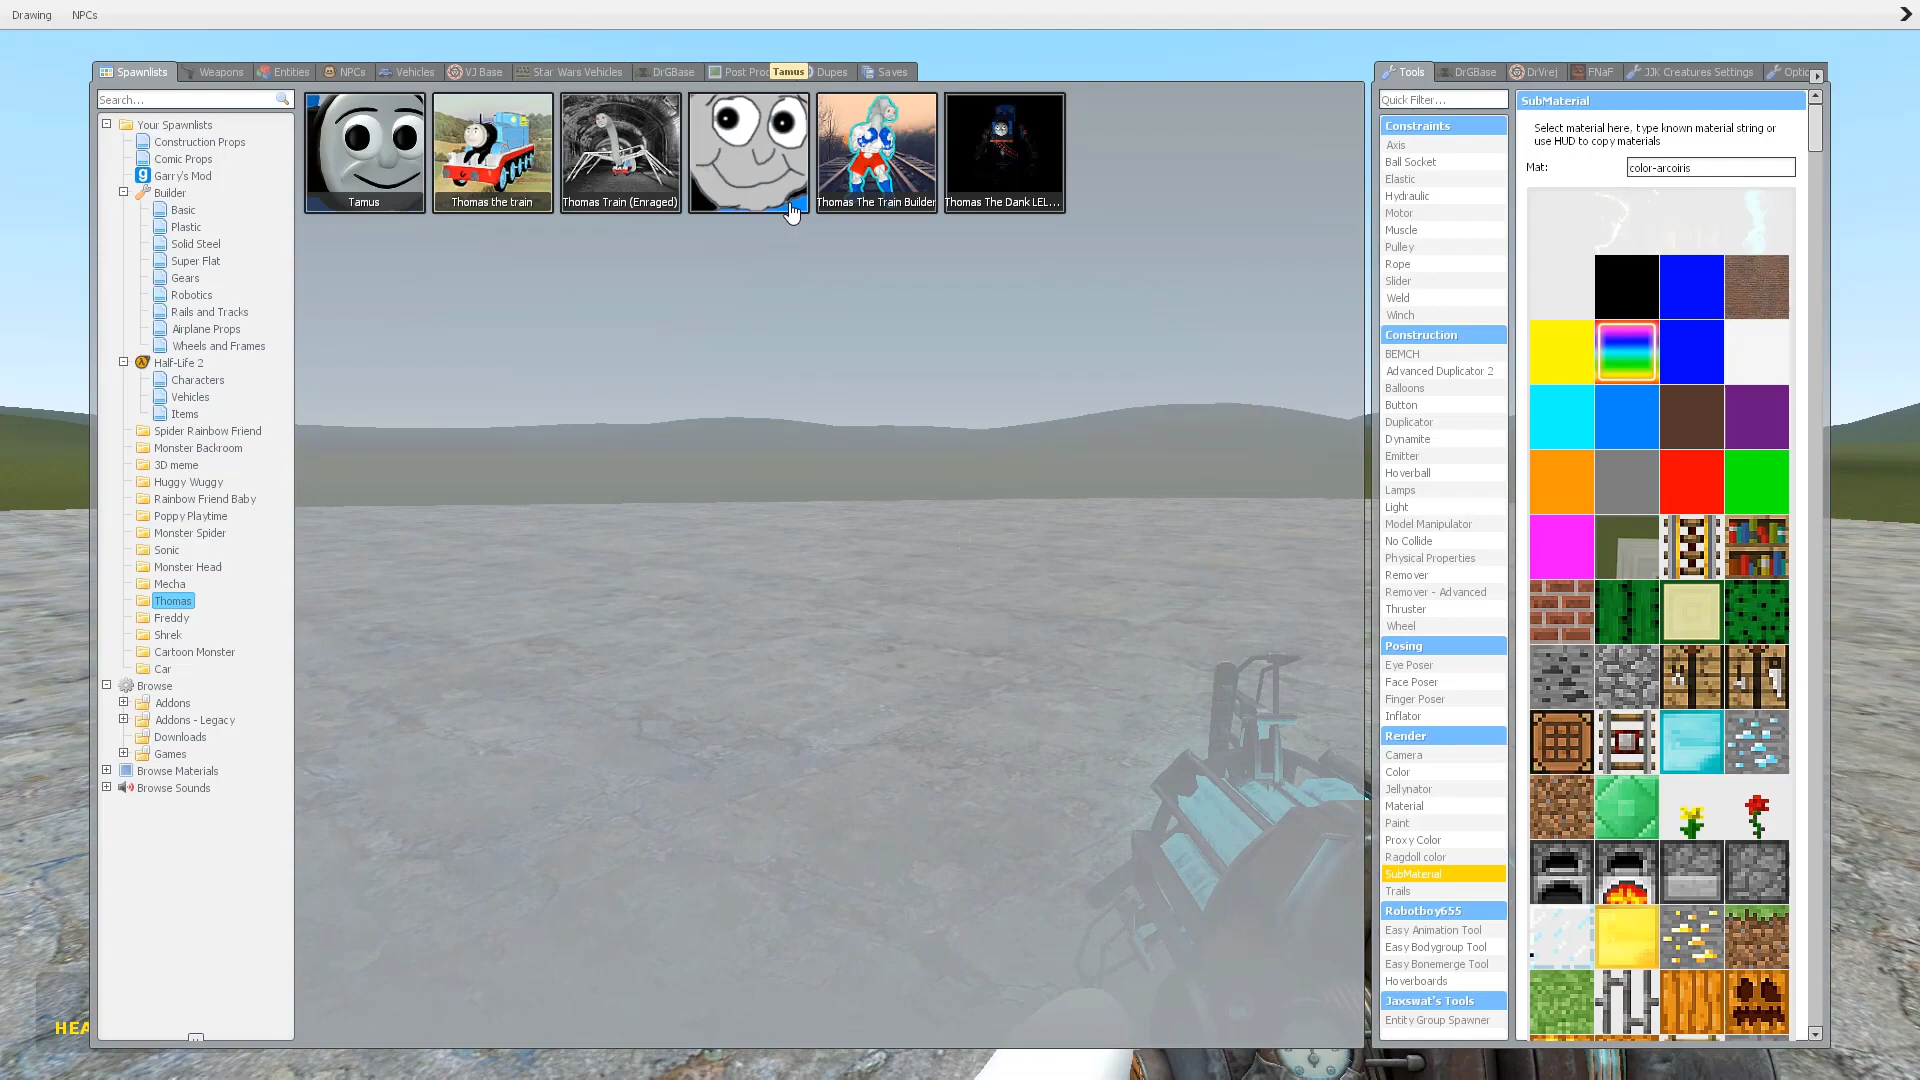 Drawing NPCs
Spawnlists Weapons Entities NPCs Vehicles VJ Base Star Wars Vehicles DrGBase Post Proc Tamus Dupes Saves
Search...
Your Spawnlists
Construction Props
Comic Props
Garry's Mod
Builder
Basic
Plastic
Solid Steel
Super Flat
Gears
Robotics
Rails and Tracks
Airplane Props
Wheels and Frames
Half-Life 2
Characters
Vehicles
Items
Spider Rainbow Friend
Monster Backroom
3D meme
Huggy Wuggy
Rainbow Friend Baby
Poppy Playtime
Monster Spider
Sonic
Monster Head
Mecha
Thomas
Freddy
Shrek
Cartoon Monster
Car
Browse
Addons
Addons - Legacy
Downloads
Games
Browse Materials
Browse Sounds
Tamus
Thomas the train
Thomas Train (Enraged)
Thomas The Train Builder
Thomas The Dank LEL...
HEA
Tools DrGBase DrVrej FNaF JJK Creatures Settings Optio
Quick Filter...
Constraints
Axis
Ball Socket
Elastic
Hydraulic
Motor
Muscle
Pulley
Rope
Slider
Weld
Winch
Construction
BEMCH
Advanced Duplicator 2
Balloons
Button
Duplicator
Dynamite
Emitter
Hoverball
Lamps
Light
Model Manipulator
No Collide
Physical Properties
Remover
Remover - Advanced
Thruster
Wheel
Posing
Eye Poser
Face Poser
Finger Poser
Inflator
Render
Camera
Color
Jellynator
Material
Paint
Proxy Color
Ragdoll color
SubMaterial
Trails
Robotboy655
Easy Animation Tool
Easy Bodygroup Tool
Easy Bonemerge Tool
Hoverboards
Jaxswat's Tools
Entity Group Spawner
SubMaterial
Select material here, type known material string or
use HUD to copy materials
Mat: color-arcoiris